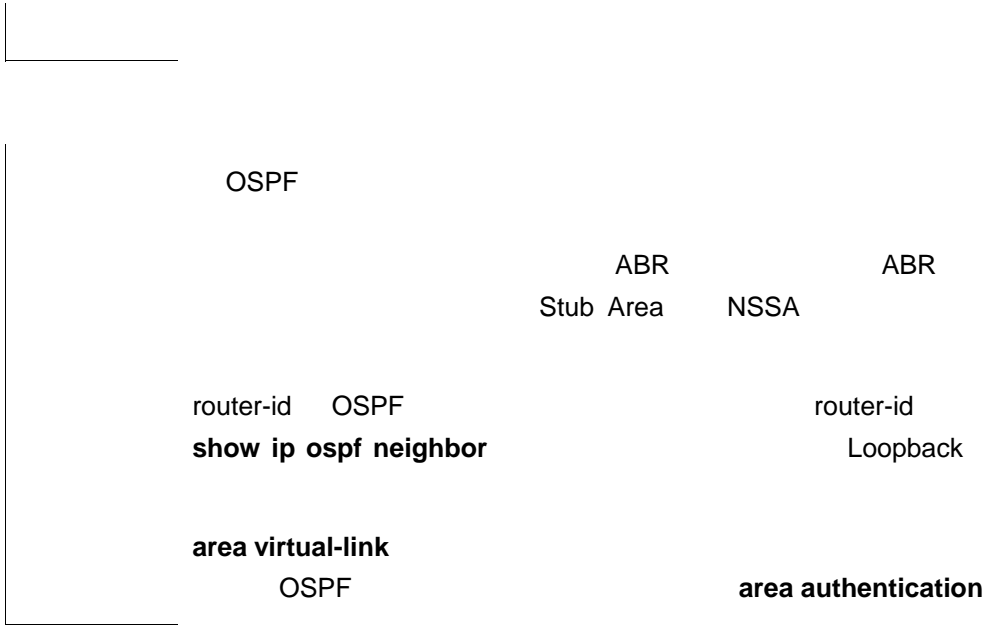 OSPF
ABR ABR
Stub Area NSSA
router-id OSPF router-id
show ip ospf neighbor Loopback
area virtual-link
OSPF area authentication